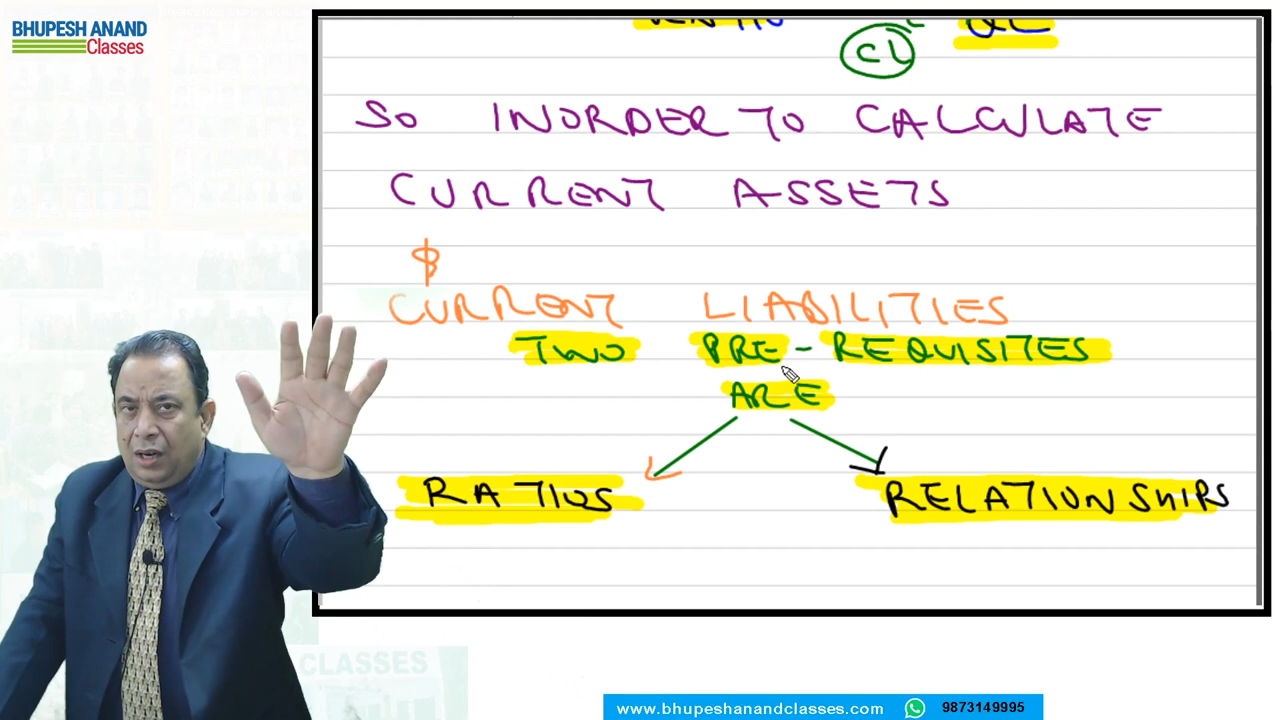 BHUPESH ANAND
Classes
CL
SO INORDER TO CALCULATE
CURRENT ASSETS
&
CURRENT LIABILITIES
TWO PRE-REQUISITES
ARE
RATIOS RELATIONSHIPS
CLASSES
www.bhupeshanandclasses.com 9873149995